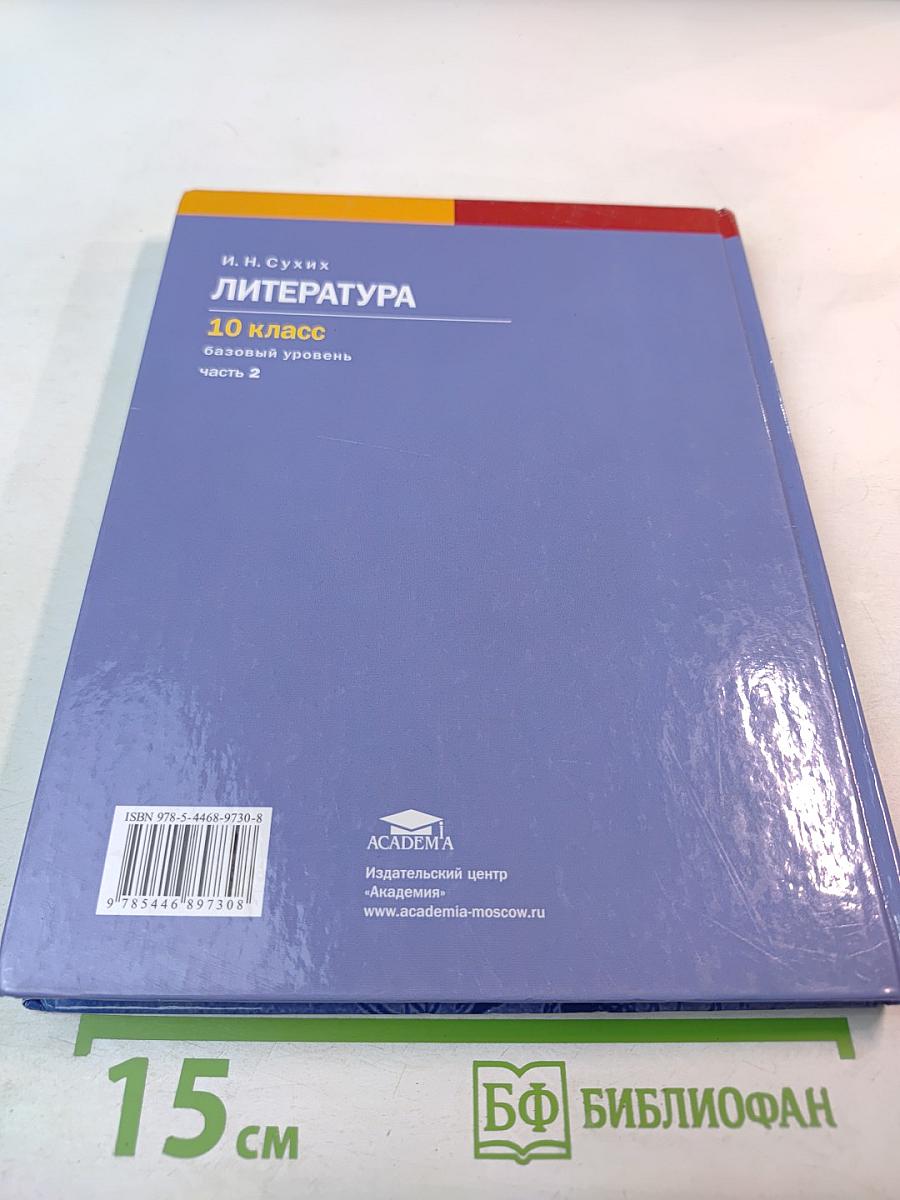 И. Н. Сухих
ЛИТЕРАТУРА
10 класс
базовый уровень
часть 2
ISBN 978-5-4468-9730-8
9 785446 897308
ACADEMiA
Издательский центр
«Академия»
www.academia-moscow.ru
15 см
БФ БИБЛИОФАН